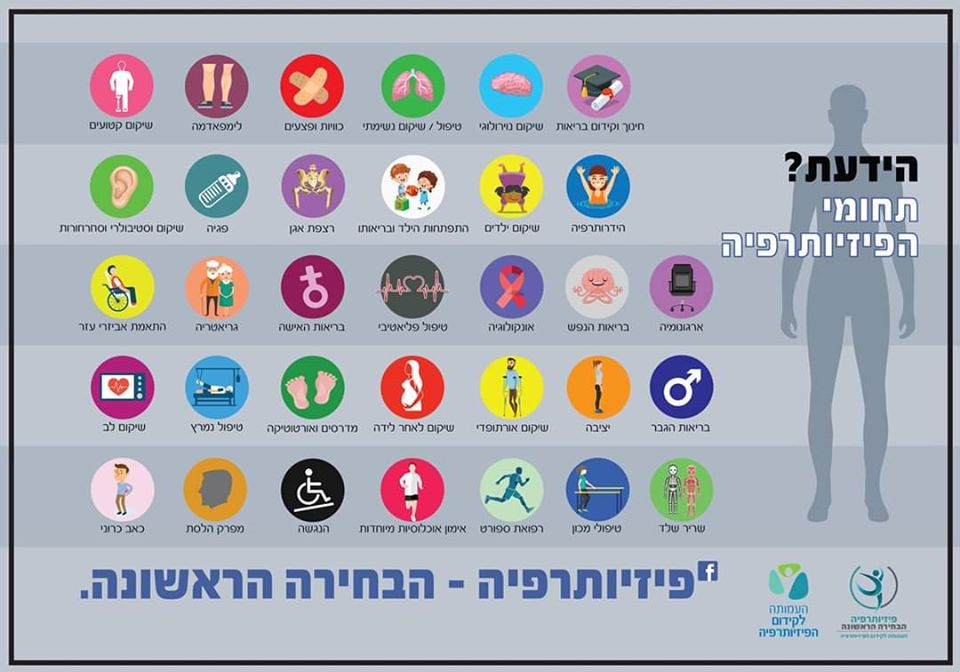 הידעת?
תחומי
הפיזיותרפיה
חינוך וקידום בריאות
שיקום נוירולוגי
טיפול / שיקום נשימתי
כוויות ופצעים
לימפאדמה
שיקום קטועים
הידרותרפיה
שיקום ילדים
התפתחות הילד ובריאותו
רצפת אגן
פגיה
שיקום וסטיבולרי וסחרחורות
ארגונומיה
בריאות הנפש
אונקולוגיה
טיפול פליאטיבי
בריאות האישה
גריאטריה
התאמת אביזרי עזר
בריאות הגבר
יציבה
שיקום אורתופדי
שיקום לאחר לידה
מדרסים ואורטוטיקה
טיפול נמרץ
שיקום לב
שריר שלד
טיפולי מכון
רפואת ספורט
אימון אוכלוסיות מיוחדות
הנגשה
מפרק הלסת
כאב כרוני
פיזיותרפיה - הבחירה הראשונה.
פיזיותרפיה
הבחירה הראשונה
העמותה לקידום הפיזיותרפיה
העמותה
לקידום
הפיזיותרפיה